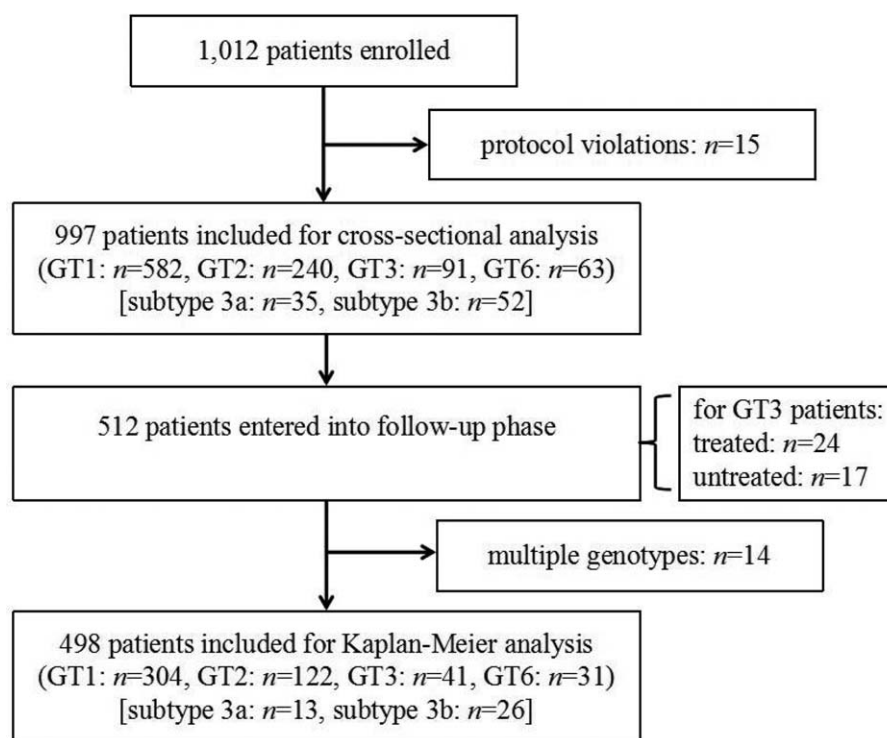 1,012 patients enrolled
protocol violations: n=15
997 patients included for cross-sectional analysis
(GT1: n=582, GT2: n=240, GT3: n=91, GT6: n=63)
[subtype 3a: n=35, subtype 3b: n=52]
512 patients entered into follow-up phase
for GT3 patients:
treated: n=24
untreated: n=17
multiple genotypes: n=14
498 patients included for Kaplan-Meier analysis
(GT1: n=304, GT2: n=122, GT3: n=41, GT6: n=31)
[subtype 3a: n=13, subtype 3b: n=26]